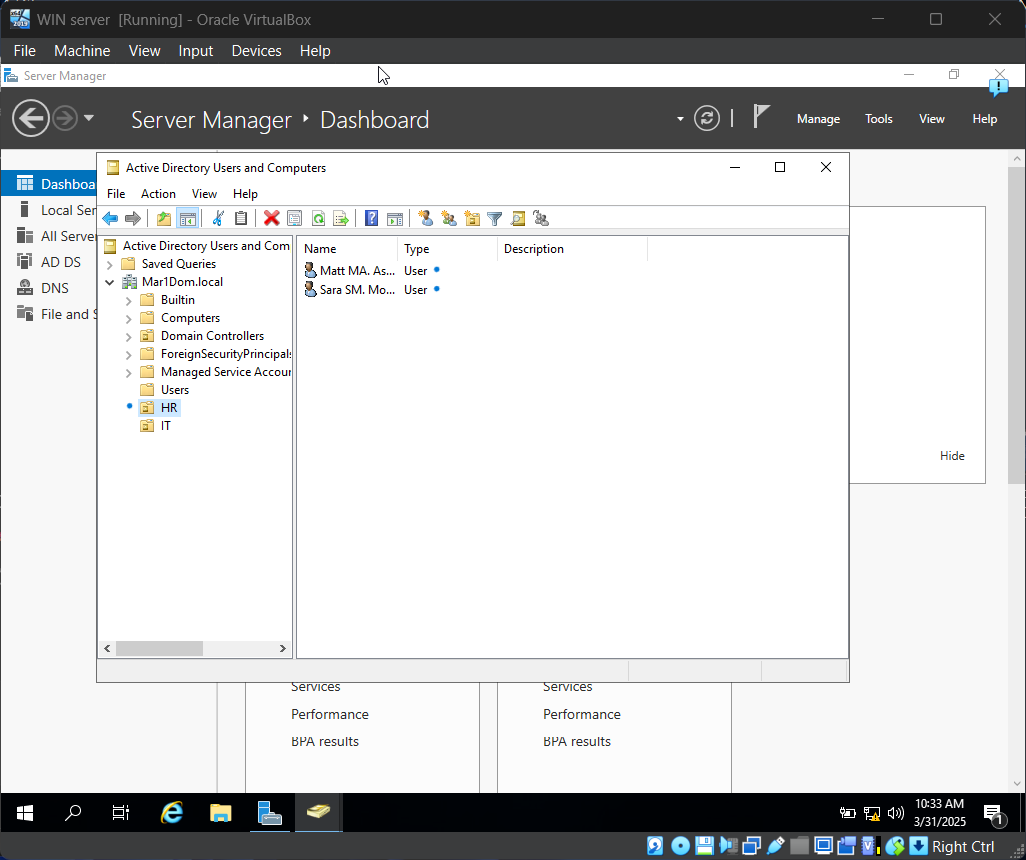 WIN server [Running] - Oracle VirtualBox
File Machine View Input Devices Help
Server Manager
Server Manager Dashboard
Manage Tools View Help
Dashboa
Local Ser
All Server
AD DS
DNS
File and S
Active Directory Users and Computers
File Action View Help
Active Directory Users and Com
Saved Queries
Mar1Dom.local
Builtin
Computers
Domain Controllers
ForeignSecurityPrincipals
Managed Service Accour
Users
HR
IT
Name Type Description
Matt MA. As... User
Sara SM. Mo... User
Hide
Services
Performance
BPA results
Services
Performance
BPA results
10:33 AM
3/31/2025
1
Right Ctrl